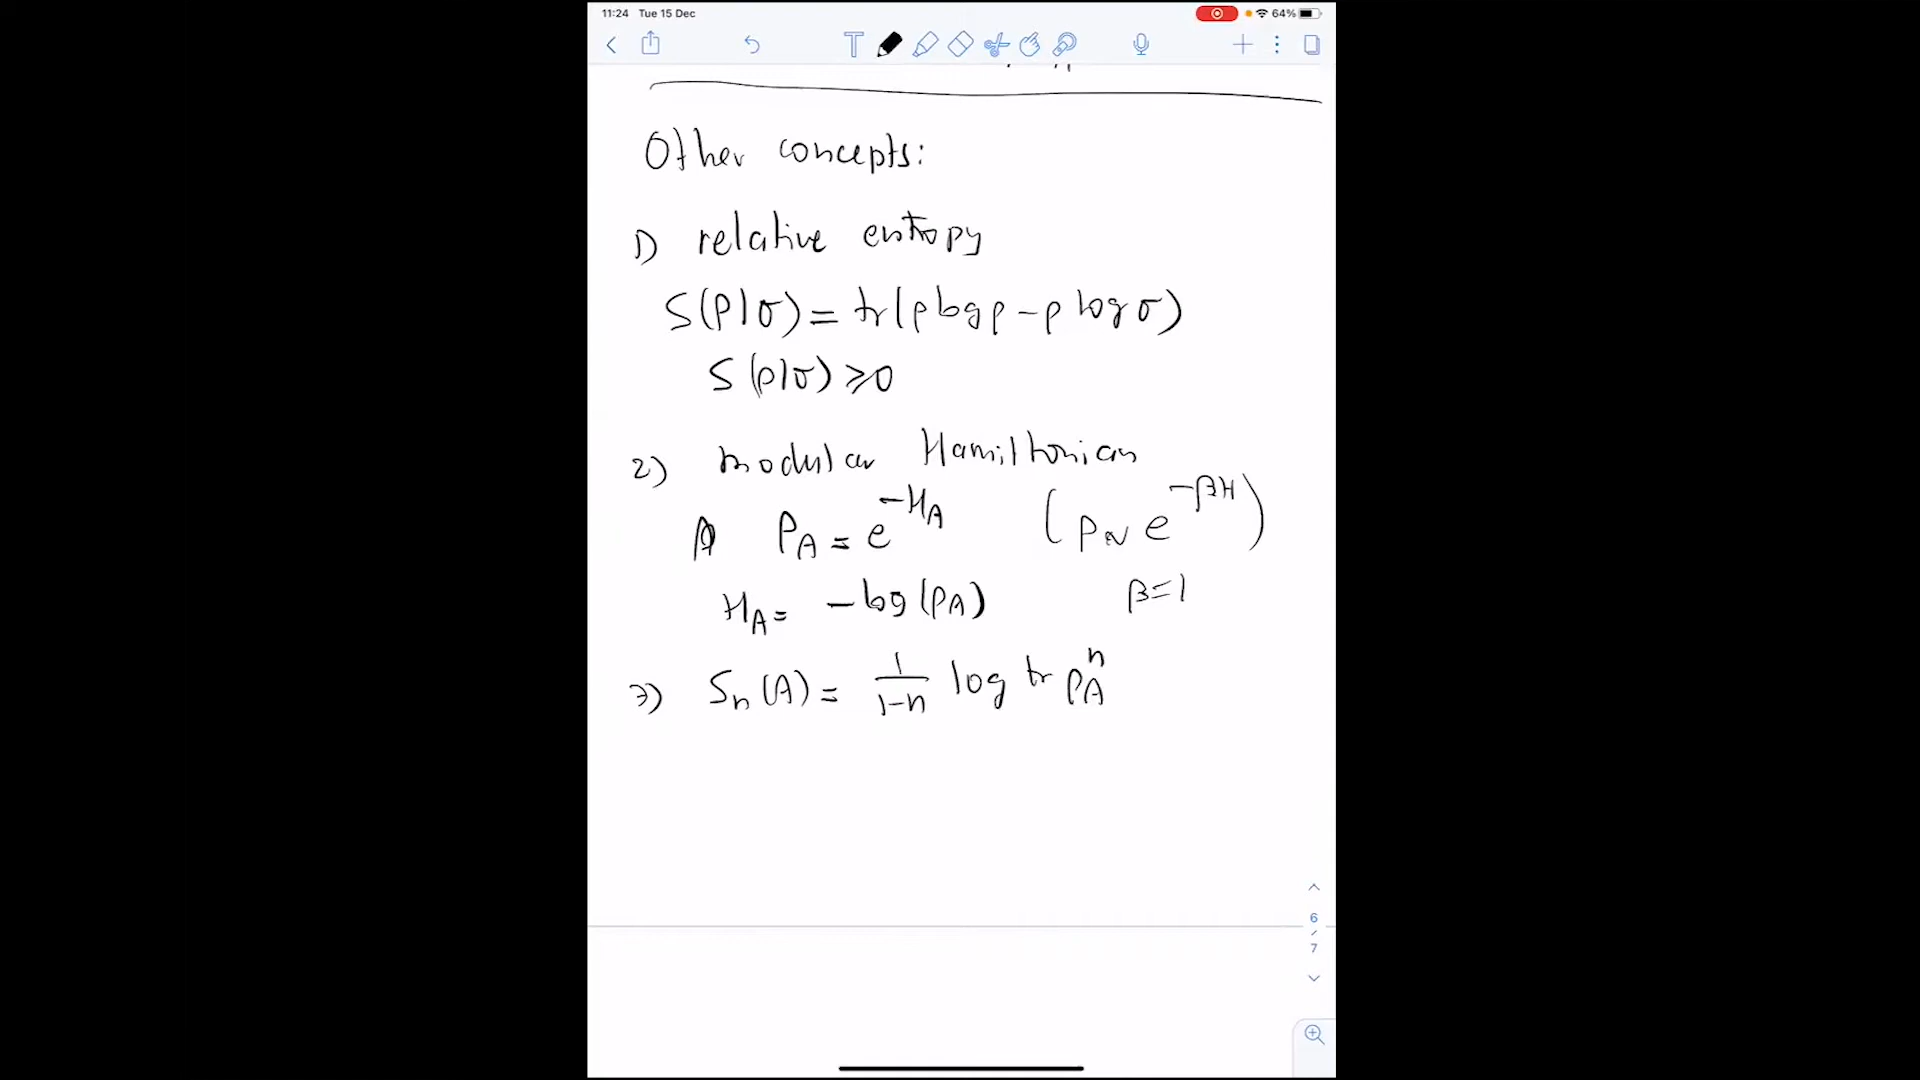 11:24 Tue 15 Dec 64%
T
Other concepts:
1) relative entropy
S(ρ|σ) = tr(ρ log ρ - ρ log σ)
S(ρ|σ) ≥ 0
2) modular Hamiltonian
A ρ_A = e^{-H_A} (ρ ~ e^{-βH})
H_A = - log(ρ_A) β=1
3) S_n(A) = \frac{1}{1-n} log tr ρ_A^n
6
/
7